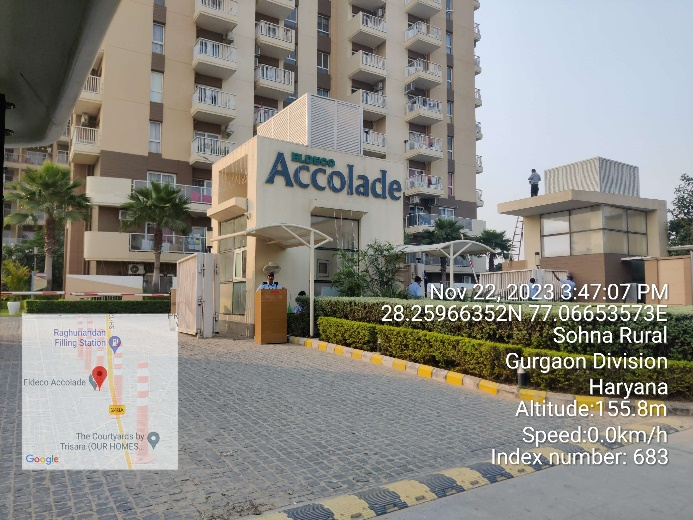 ELDECO
Accolade
Nov 22, 2023 3:47:07 PM
28.25966352N 77.06653573E
Sohna Rural
Gurgaon Division
Haryana
Altitude:155.8m
Speed:0.0km/h
Index number: 683
Raghunandan
Filling Station
Eldeco Accolade
248A
The Courtyards by
Trisara (OUR HOMES...
Google